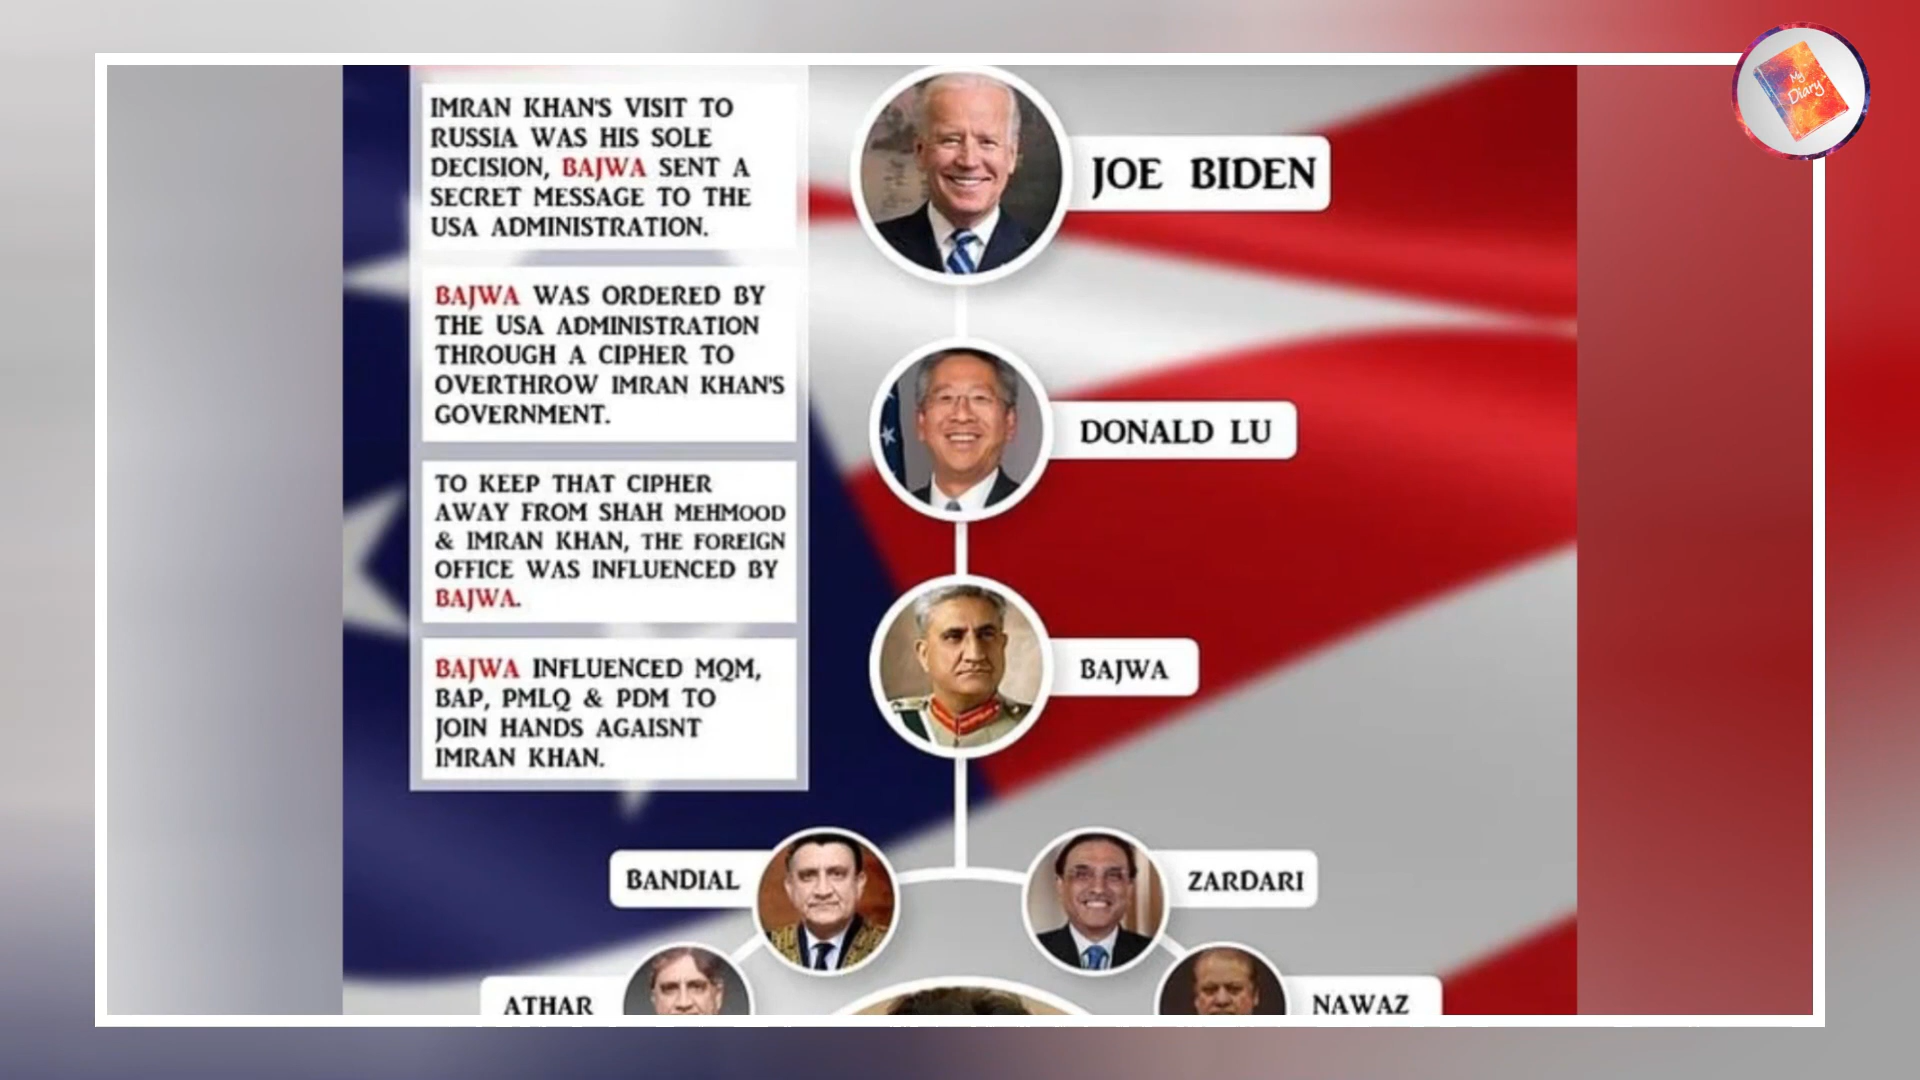 IMRAN KHAN'S VISIT TO
RUSSIA WAS HIS SOLE
DECISION, BAJWA SENT A
SECRET MESSAGE TO THE
USA ADMINISTRATION.
BAJWA WAS ORDERED BY
THE USA ADMINISTRATION
THROUGH A CIPHER TO
OVERTHROW IMRAN KHAN'S
GOVERNMENT.
TO KEEP THAT CIPHER
AWAY FROM SHAH MEHMOOD
& IMRAN KHAN, THE FOREIGN
OFFICE WAS INFLUENCED BY
BAJWA.
BAJWA INFLUENCED MQM,
BAP, PMLQ & PDM TO
JOIN HANDS AGAISNT
IMRAN KHAN.
JOE BIDEN
DONALD LU
BAJWA
BANDIAL
ZARDARI
ATHAR
NAWAZ
My
Diary